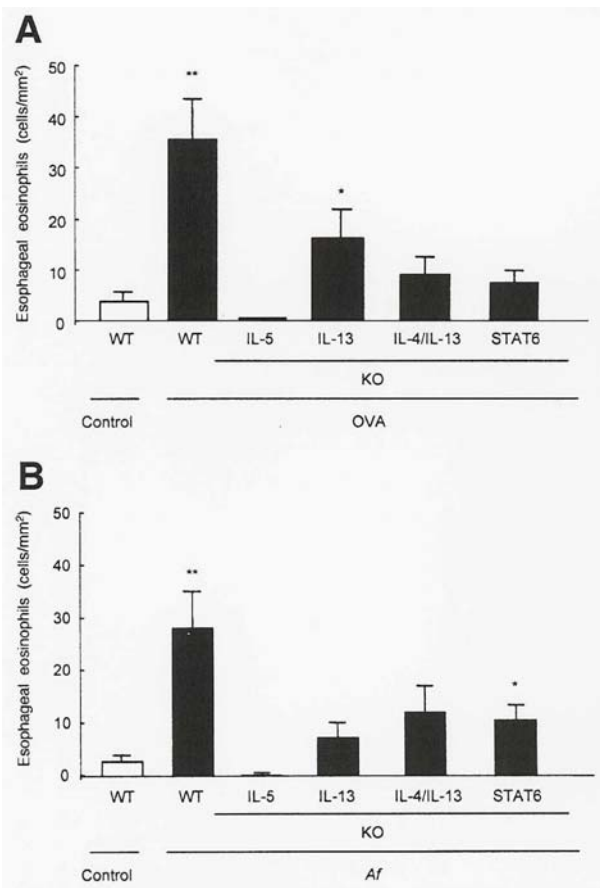 A
Esophageal eosinophils (cells/mm²)
50
40
30
20
10
0
**
*
WT WT IL-5 IL-13 IL-4/IL-13 STAT6
KO
Control OVA
B
Esophageal eosinophils (cells/mm²)
50
40
30
20
10
0
**
*
WT WT IL-5 IL-13 IL-4/IL-13 STAT6
KO
Control Af